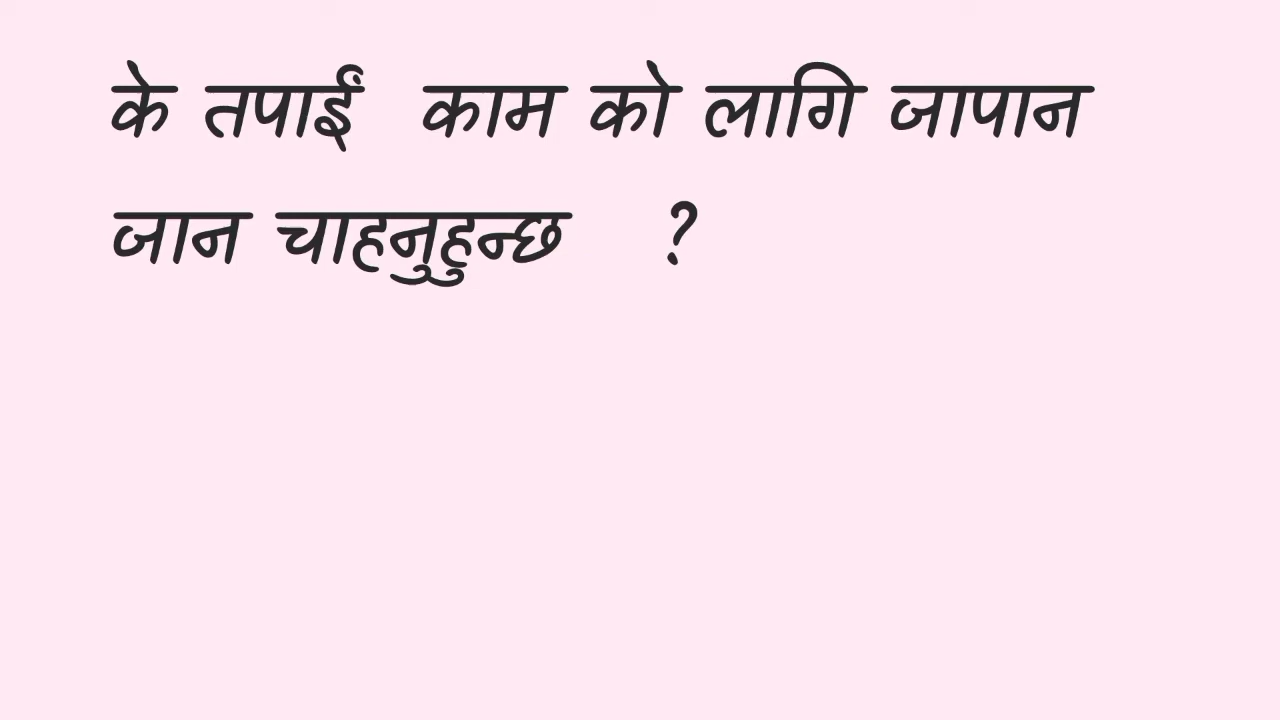 के तपाईं काम को लागि जापान
जान चाहनुहुन्छ ?